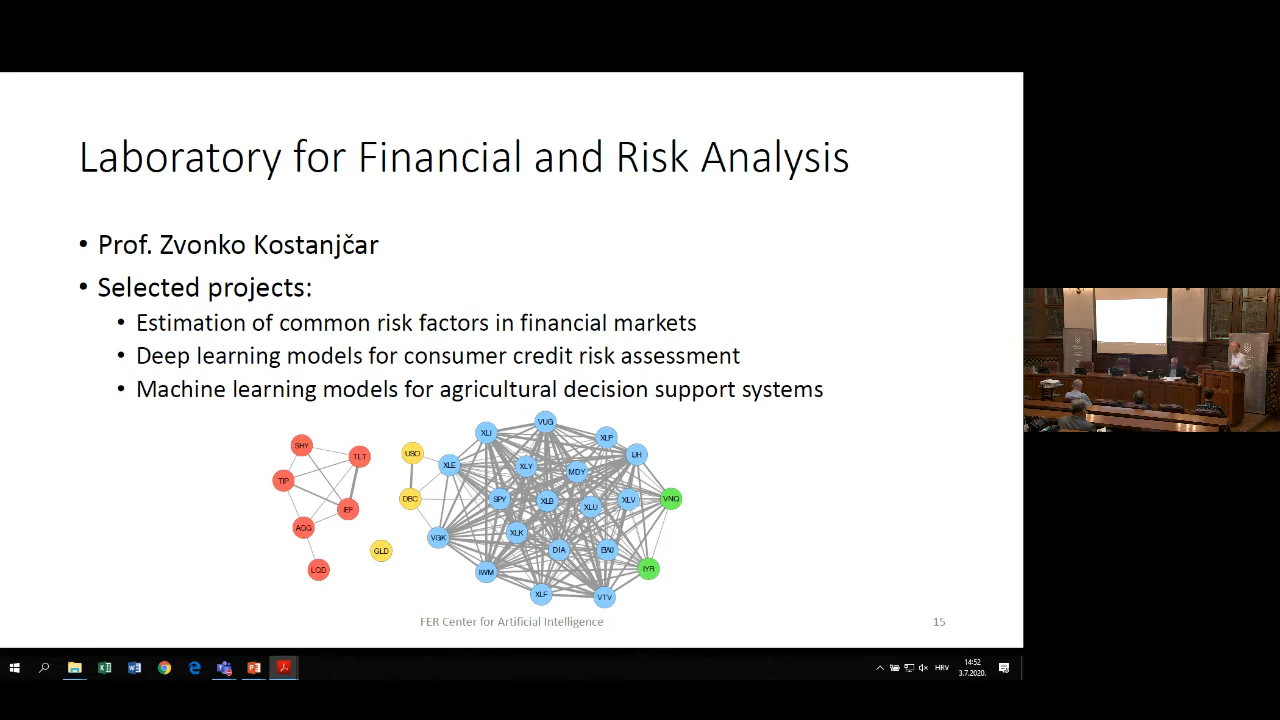 Laboratory for Financial and Risk Analysis
• Prof. Zvonko Kostanjčar
• Selected projects:
• Estimation of common risk factors in financial markets
• Deep learning models for consumer credit risk assessment
• Machine learning models for agricultural decision support systems
SHY
TLT
TIP
IEF
AGG
LQD
USO
DBC
GLD
XLI
VUG
XLP
IJH
XLE
XLY
MDY
SPY
XLB
XLU
XLV
VNQ
VGK
XLK
DIA
EWJ
IWM
IYR
XLF
VTV
FER Center for Artificial Intelligence
15
HRV
14:52
3.7.2020.